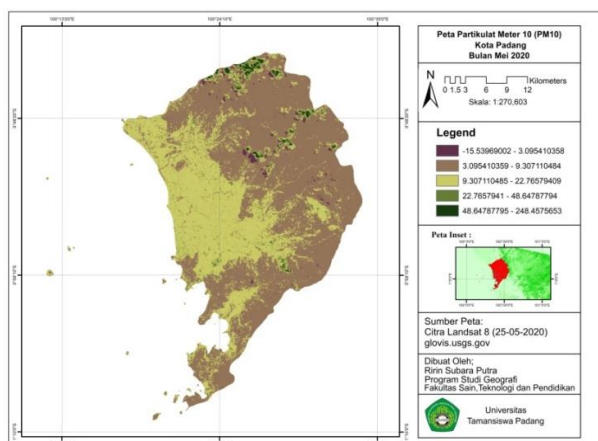 Peta Partikulat Meter 10 (PM10)
Kota Padang
Bulan Mei 2020
N
Kilometers
0 1.5 3 6 9 12
Skala: 1:270,603
Legend
-15.53969002 - 3.095410358
3.095410359 - 9.307110484
9.307110485 - 22.76579409
22.7657941 - 48.64787794
48.64787795 - 248.4575653
Peta Inset :
Sumber Peta:
Citra Landsat 8 (25-05-2020)
glovis.usgs.gov
Dibuat Oleh;
Ririn Subara Putra
Program Studi Geografi
Fakultas Sain,Teknologi dan Pendidikan
Universitas
Tamansiswa Padang